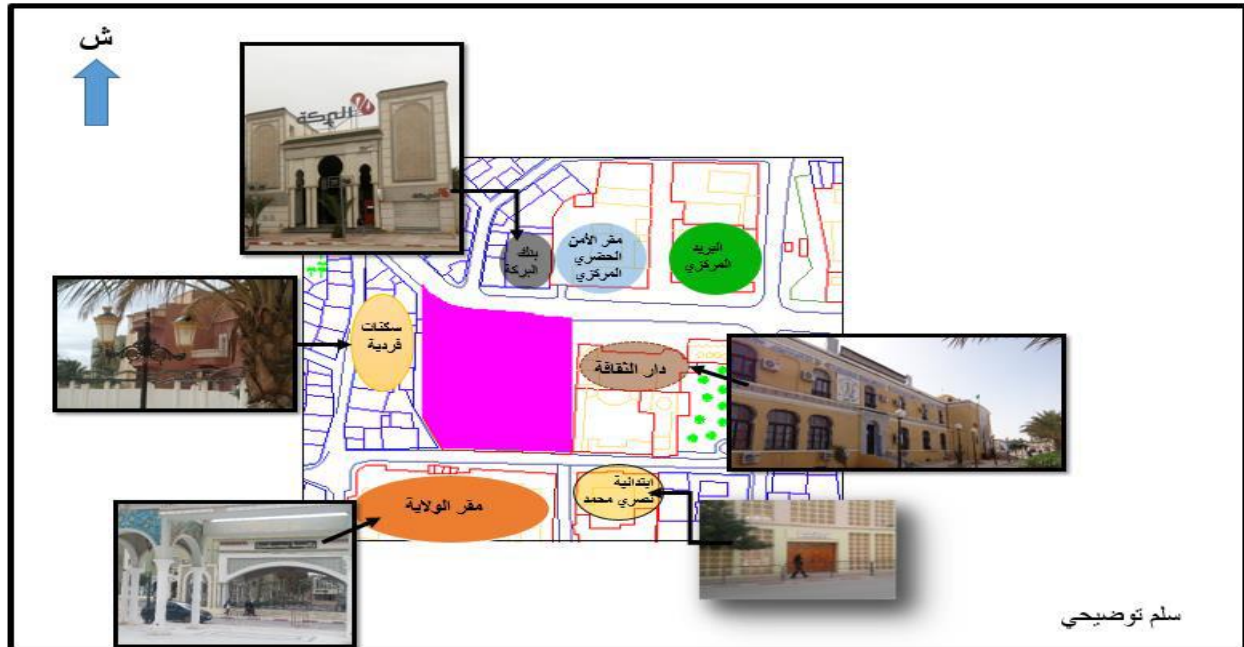 ش
البركة
البركة
بنك
البركة
مقر الأمن
الحضري
المركزي
البريد
المركزي
سكنات
فردية
دار الثقافة
ابتدائية
نصري محمد
مقر الولاية
سلم توضيحي